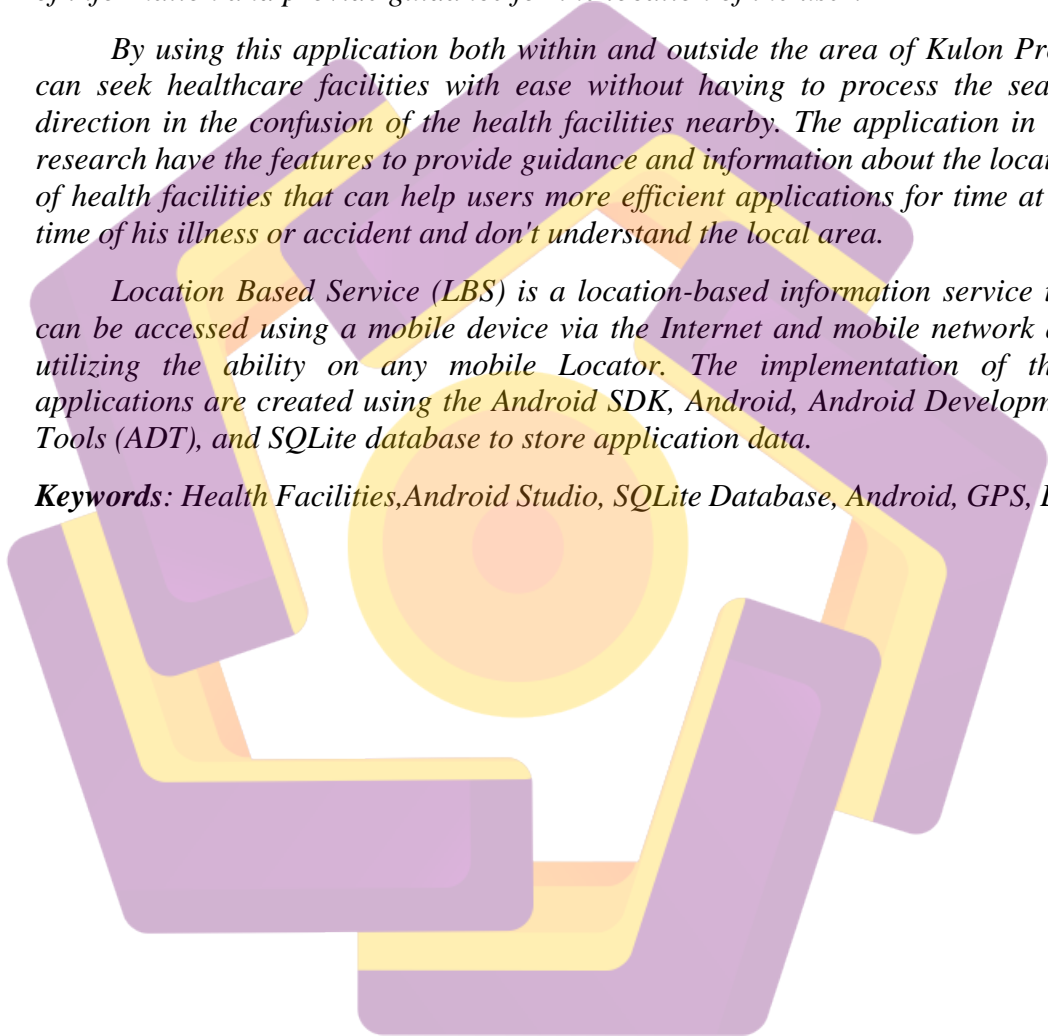 By using this application both within and outside the area of Kulon
can seek healthcare facilities with ease without having to process the
direction in the confusion of the health facilities nearby. The application in
research have the features to provide guidance and information about the
of health facilities that can help users more efficient applications for time at
time of his illness or accident and don't understand the local area.
Location Based Service (LBS) is a location-based information service
can be accessed using a mobile device via the Internet and mobile network
utilizing the ability on any mobile Locator. The implementation of
applications are created using the Android SDK, Android, Android
Tools (ADT), and SQLite database to store application data.
Keywords: Health Facilities,Android Studio, SQLite Database, Android, GPS,